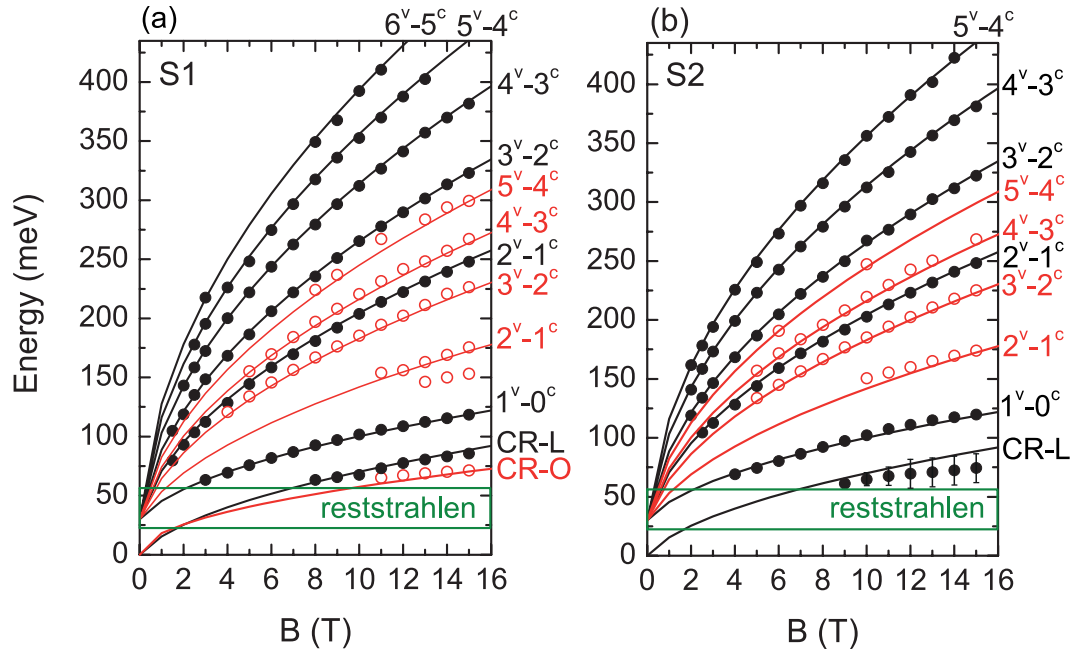 (a)
6ᵛ-5ᶜ 5ᵛ-4ᶜ
S1
4ᵛ-3ᶜ
3ᵛ-2ᶜ
5ᵛ-4ᶜ
4ᵛ-3ᶜ
2ᵛ-1ᶜ
3ᵛ-2ᶜ
2ᵛ-1ᶜ
1ᵛ-0ᶜ
CR-L
CR-O
reststrahlen
400
350
300
250
200
150
100
50
0
Energy (meV)
0 2 4 6 8 10 12 14 16
B (T)
(b)
5ᵛ-4ᶜ
S2
4ᵛ-3ᶜ
3ᵛ-2ᶜ
5ᵛ-4ᶜ
4ᵛ-3ᶜ
2ᵛ-1ᶜ
3ᵛ-2ᶜ
2ᵛ-1ᶜ
1ᵛ-0ᶜ
CR-L
reststrahlen
400
350
300
250
200
150
100
50
0
0 2 4 6 8 10 12 14 16
B (T)